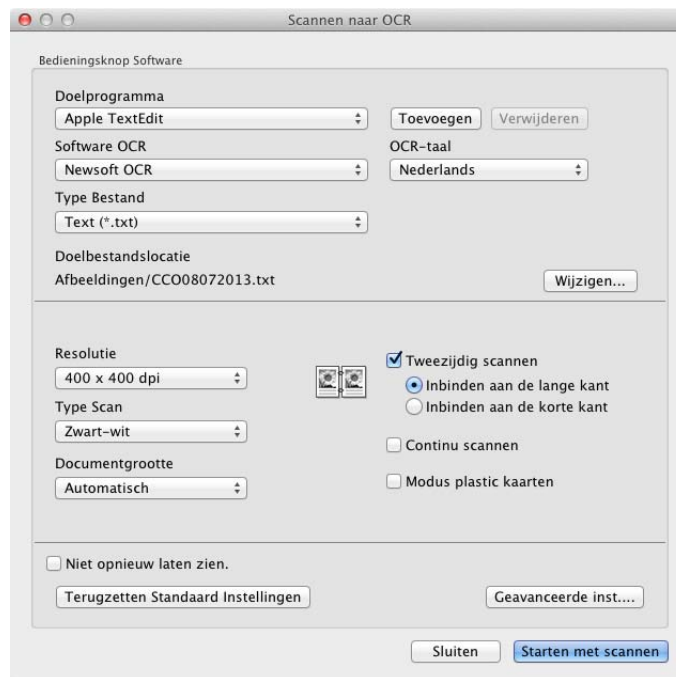 Scannen naar OCR
Bedieningsknop Software
Doelprogramma
Apple TextEdit
Toevoegen
Verwijderen
Software OCR
OCR-taal
Newsoft OCR
Nederlands
Type Bestand
Text (*.txt)
Doelbestandslocatie
Afbeeldingen/CCO08072013.txt
Wijzigen...
Resolutie
400 x 400 dpi
Type Scan
Zwart-wit
Documentgrootte
Automatisch
Tweezijdig scannen
Inbinden aan de lange kant
Inbinden aan de korte kant
Continu scannen
Modus plastic kaarten
Niet opnieuw laten zien.
Terugzetten Standaard Instellingen
Geavanceerde inst....
Sluiten
Starten met scannen